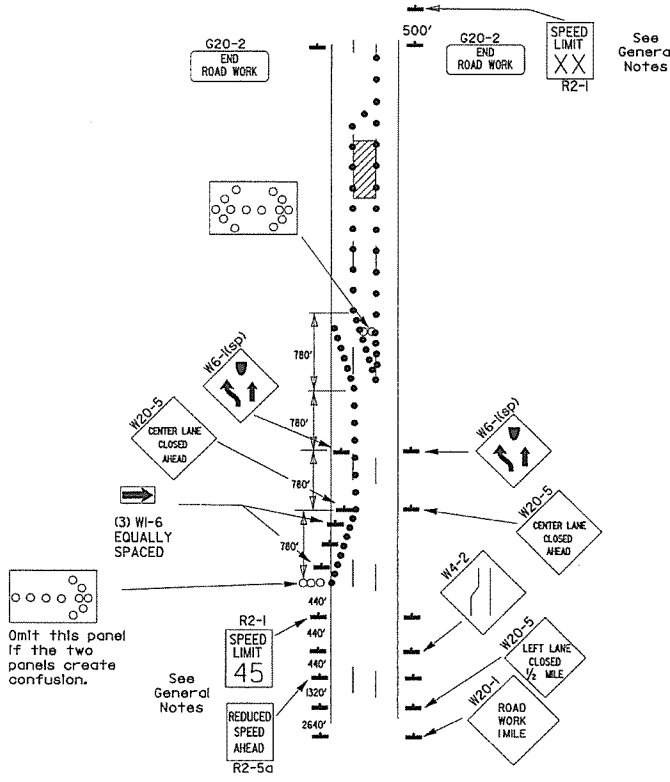 500'
G20-2
END
ROAD WORK
G20-2
END
ROAD WORK
SPEED
LIMIT
XX
R2-1
See
General
Notes
780'
W6-1(sp)
780'
W20-5
CENTER LANE
CLOSED
AHEAD
780'
W6-1(sp)
(3) W1-6
EQUALLY
SPACED
780'
W20-5
CENTER LANE
CLOSED
AHEAD
Omit this panel
if the two
panels create
confusion.
440'
R2-1
SPEED
LIMIT
45
440'
440'
W4-2
See
General
Notes
1320'
W20-5
LEFT LANE
CLOSED
1/2 MILE
REDUCED
SPEED
AHEAD
R2-5a
2640'
W20-1
ROAD
WORK
1 MILE